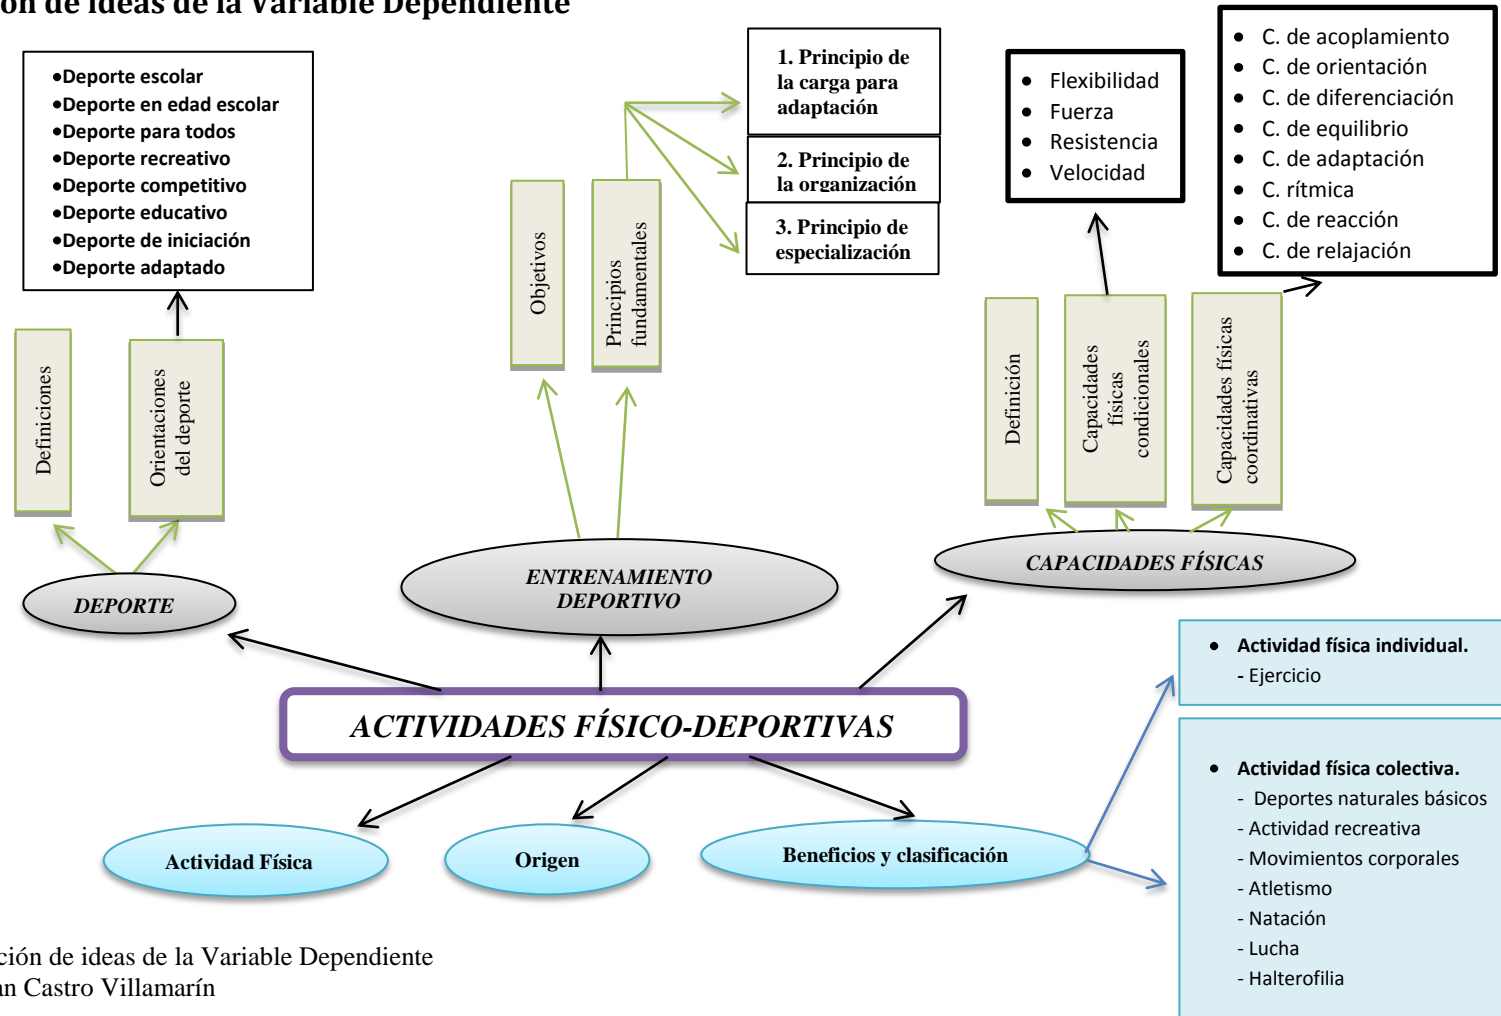 ón de ideas de la Variable Dependiente
•Deporte escolar
•Deporte en edad escolar
•Deporte para todos
•Deporte recreativo
•Deporte competitivo
•Deporte educativo
•Deporte de iniciación
•Deporte adaptado
1. Principio de
la carga para
adaptación
2. Principio de
la organización
3. Principio de
especialización
• Flexibilidad
• Fuerza
• Resistencia
• Velocidad
• C. de acoplamiento
• C. de orientación
• C. de diferenciación
• C. de equilibrio
• C. de adaptación
• C. rítmica
• C. de reacción
• C. de relajación
Definiciones
Orientaciones
del deporte
Objetivos
Principios
fundamentales
Definición
Capacidades
físicas
condicionales
Capacidades físicas
coordinativas
DEPORTE
ENTRENAMIENTO
DEPORTIVO
CAPACIDADES FÍSICAS
ACTIVIDADES FÍSICO-DEPORTIVAS
Actividad Física
Origen
Beneficios y clasificación
• Actividad física individual.
- Ejercicio
• Actividad física colectiva.
- Deportes naturales básicos
- Actividad recreativa
- Movimientos corporales
- Atletismo
- Natación
- Lucha
- Halterofilia
ción de ideas de la Variable Dependiente
an Castro Villamarín